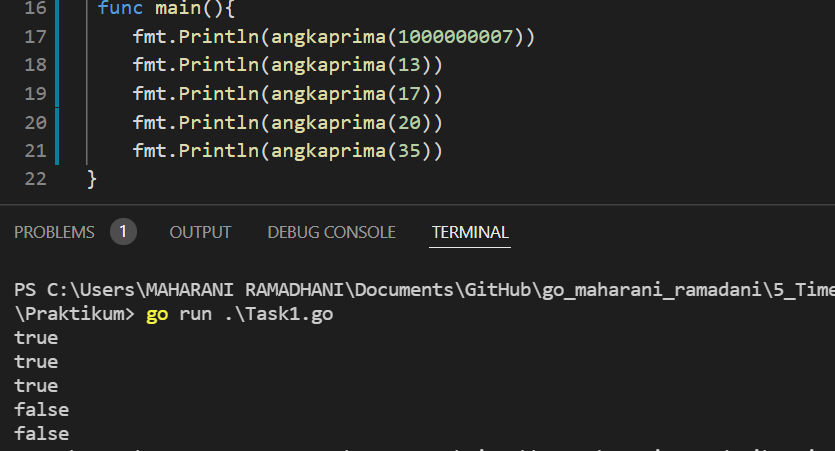 16 func main(){
17 fmt.Println(angkaprima(1000000007))
18 fmt.Println(angkaprima(13))
19 fmt.Println(angkaprima(17))
20 fmt.Println(angkaprima(20))
21 fmt.Println(angkaprima(35))
22 }
PROBLEMS 1 OUTPUT DEBUG CONSOLE TERMINAL
PS C:\Users\MAHARANI RAMADHANI\Documents\GitHub\go_maharani_ramadani\5_Time
\Praktikum> go run .\Task1.go
true
true
true
false
false